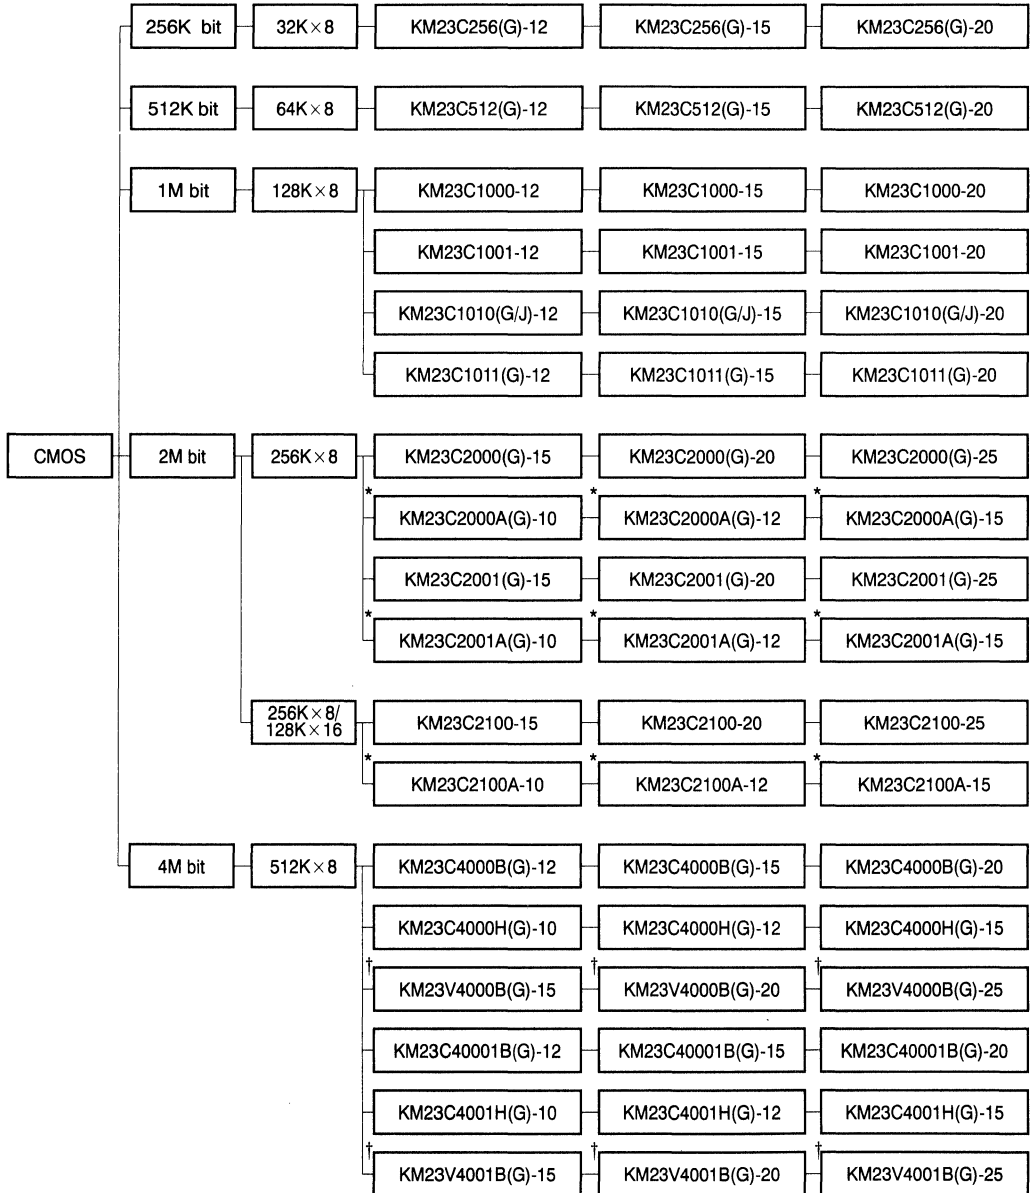 256K bit 32K×8 KM23C256(G)-12 KM23C256(G)-15 KM23C256(G)-20
512K bit 64K×8 KM23C512(G)-12 KM23C512(G)-15 KM23C512(G)-20
1M bit 128K×8 KM23C1000-12 KM23C1000-15 KM23C1000-20
KM23C1001-12 KM23C1001-15 KM23C1001-20
KM23C1010(G/J)-12 KM23C1010(G/J)-15 KM23C1010(G/J)-20
KM23C1011(G)-12 KM23C1011(G)-15 KM23C1011(G)-20
CMOS 2M bit 256K×8 KM23C2000(G)-15 KM23C2000(G)-20 KM23C2000(G)-25
* KM23C2000A(G)-10 * KM23C2000A(G)-12 * KM23C2000A(G)-15
KM23C2001(G)-15 KM23C2001(G)-20 KM23C2001(G)-25
* KM23C2001A(G)-10 * KM23C2001A(G)-12 * KM23C2001A(G)-15
256K×8/
128K×16 KM23C2100-15 KM23C2100-20 KM23C2100-25
* KM23C2100A-10 * KM23C2100A-12 * KM23C2100A-15
4M bit 512K×8 KM23C4000B(G)-12 KM23C4000B(G)-15 KM23C4000B(G)-20
KM23C4000H(G)-10 KM23C4000H(G)-12 KM23C4000H(G)-15
† KM23V4000B(G)-15 † KM23V4000B(G)-20 † KM23V4000B(G)-25
KM23C40001B(G)-12 KM23C40001B(G)-15 KM23C40001B(G)-20
KM23C4001H(G)-10 KM23C4001H(G)-12 KM23C4001H(G)-15
† KM23V4001B(G)-15 † KM23V4001B(G)-20 † KM23V4001B(G)-25